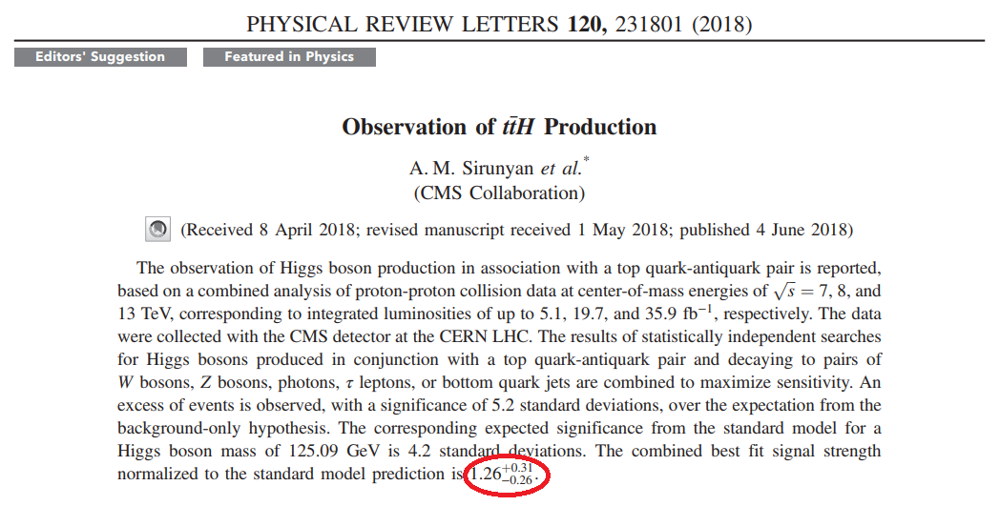 PHYSICAL REVIEW LETTERS 120, 231801 (2018)
Editors' Suggestion Featured in Physics
Observation of tt̄H Production
A. M. Sirunyan et al.*
(CMS Collaboration)
(Received 8 April 2018; revised manuscript received 1 May 2018; published 4 June 2018)
The observation of Higgs boson production in association with a top quark-antiquark pair is reported,
based on a combined analysis of proton-proton collision data at center-of-mass energies of √s = 7, 8, and
13 TeV, corresponding to integrated luminosities of up to 5.1, 19.7, and 35.9 fb⁻¹, respectively. The data
were collected with the CMS detector at the CERN LHC. The results of statistically independent searches
for Higgs bosons produced in conjunction with a top quark-antiquark pair and decaying to pairs of
W bosons, Z bosons, photons, τ leptons, or bottom quark jets are combined to maximize sensitivity. An
excess of events is observed, with a significance of 5.2 standard deviations, over the expectation from the
background-only hypothesis. The corresponding expected significance from the standard model for a
Higgs boson mass of 125.09 GeV is 4.2 standard deviations. The combined best fit signal strength
normalized to the standard model prediction is 1.26+0.31−0.26.